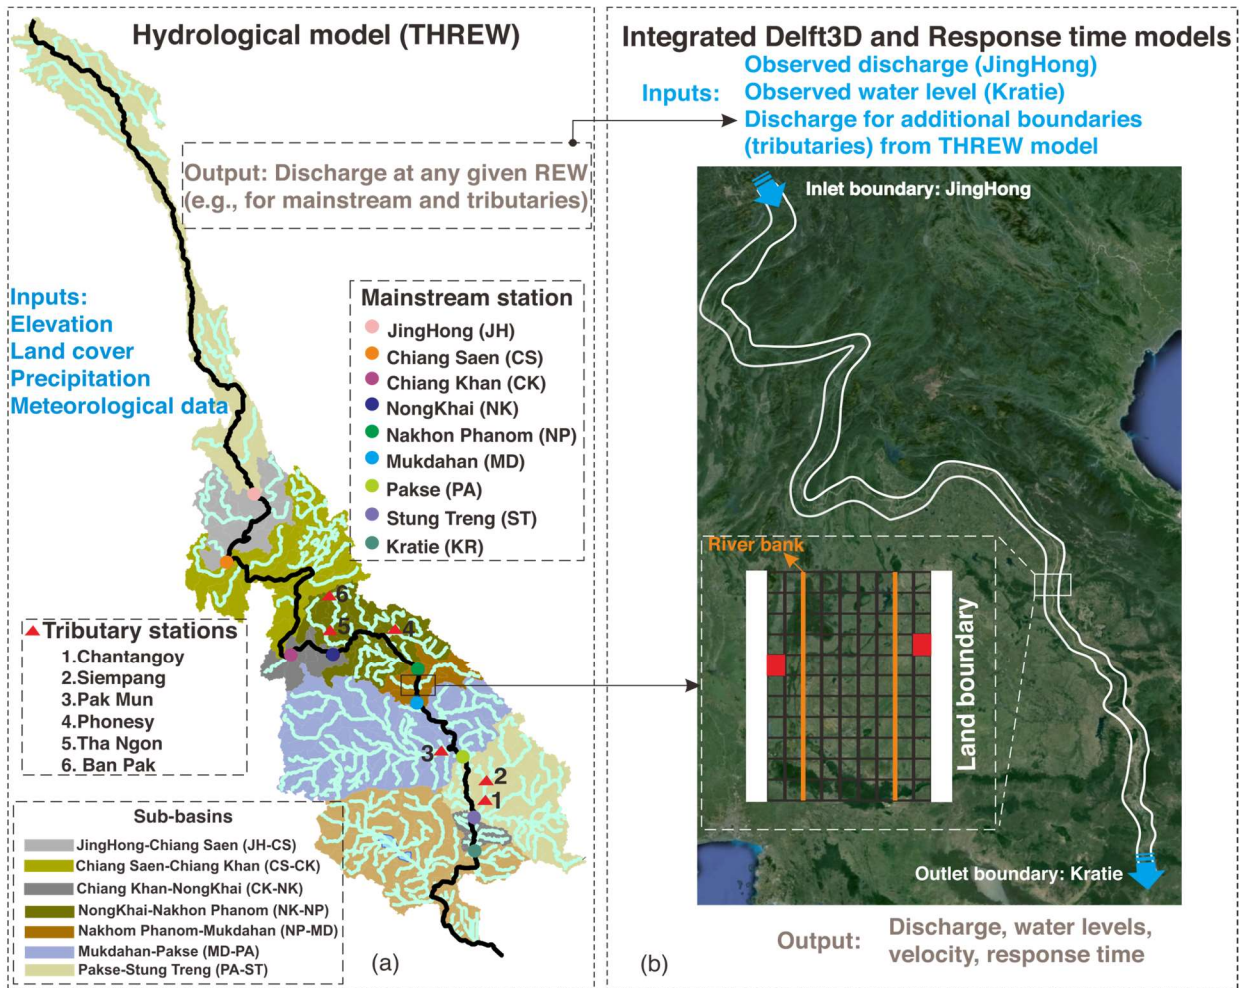 Hydrological model (THREW)
Output: Discharge at any given REW
(e.g., for mainstream and tributaries)
Inputs:
Elevation
Land cover
Precipitation
Meteorological data
Mainstream station
JingHong (JH)
Chiang Saen (CS)
Chiang Khan (CK)
NongKhai (NK)
Nakhon Phanom (NP)
Mukdahan (MD)
Pakse (PA)
Stung Treng (ST)
Kratie (KR)
6
5
4
3
2
1
Tributary stations
1.Chantangoy
2.Siempang
3.Pak Mun
4.Phonesy
5.Tha Ngon
6. Ban Pak
Sub-basins
JingHong-Chiang Saen (JH-CS)
Chiang Saen-Chiang Khan (CS-CK)
Chiang Khan-NongKhai (CK-NK)
NongKhai-Nakhon Phanom (NK-NP)
Nakhom Phanom-Mukdahan (NP-MD)
Mukdahan-Pakse (MD-PA)
Pakse-Stung Treng (PA-ST)
(a)
Integrated Delft3D and Response time models
Inputs:
Observed discharge (JingHong)
Observed water level (Kratie)
Discharge for additional boundaries
(tributaries) from THREW model
Inlet boundary: JingHong
River bank
Land boundary
Outlet boundary: Kratie
Output:
Discharge, water levels,
velocity, response time
(b)